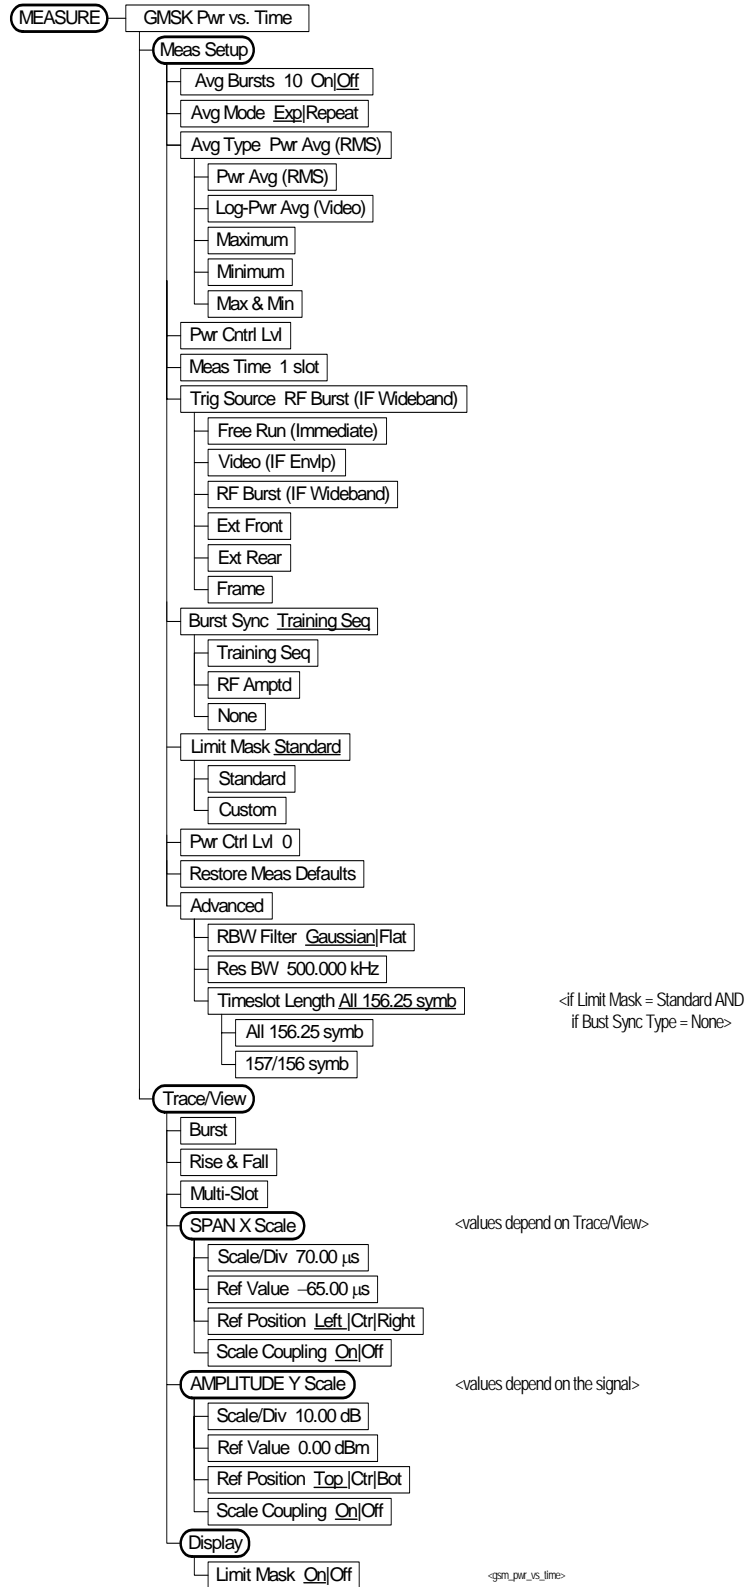 MEASURE GMSK Pwr vs. Time
Meas Setup
Avg Bursts 10 On|Off
Avg Mode Exp|Repeat
Avg Type Pwr Avg (RMS)
Pwr Avg (RMS)
Log-Pwr Avg (Video)
Maximum
Minimum
Max & Min
Pwr Cntrl Lvl
Meas Time 1 slot
Trig Source RF Burst (IF Wideband)
Free Run (Immediate)
Video (IF Envlp)
RF Burst (IF Wideband)
Ext Front
Ext Rear
Frame
Burst Sync Training Seq
Training Seq
RF Amptd
None
Limit Mask Standard
Standard
Custom
Pwr Ctrl Lvl 0
Restore Meas Defaults
Advanced
RBW Filter Gaussian|Flat
Res BW 500.000 kHz
Timeslot Length All 156.25 symb <if Limit Mask = Standard AND
if Bust Sync Type = None>
All 156.25 symb
157/156 symb
Trace/View
Burst
Rise & Fall
Multi-Slot
SPAN X Scale <values depend on Trace/View>
Scale/Div 70.00 μs
Ref Value –65.00 μs
Ref Position Left |Ctr|Right
Scale Coupling On|Off
AMPLITUDE Y Scale <values depend on the signal>
Scale/Div 10.00 dB
Ref Value 0.00 dBm
Ref Position Top |Ctr|Bot
Scale Coupling On|Off
Display
Limit Mask On|Off <gsm_pwr_vs_time>